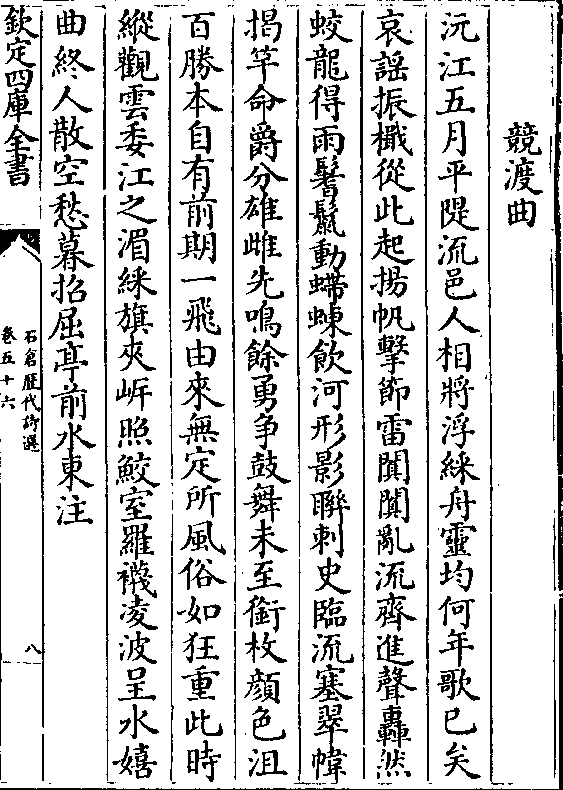 競渡曲
沅江五月平隄流邑人相將浮綵舟靈均何年歌已矣
哀謡振檝從此起揚枹擊節雷闐闐亂流齊進聲轟然
蛟龍得雨鬐鬣動螮蝀飲河形影聯刺史臨流搴翠幃
揭竿命爵分雄雌先鳴餘勇争鼓舞未至銜枚顔色沮
百勝本自有前期一飛由來無定所風俗如狂重此時
縱觀雲委江之湄綵旗夾岍照鮫室羅襪凌波呈水嬉
曲終人散空愁暮招屈亭前水東注
欽定四庫全書
石倉歷代詩選
卷五十六
八